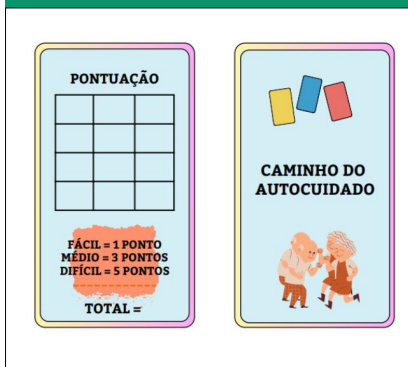 PONTUAÇÃO
FÁCIL = 1 PONTO
MÉDIO = 3 PONTOS
DIFÍCIL = 5 PONTOS
TOTAL =
CAMINHO DO
AUTOCUIDADO